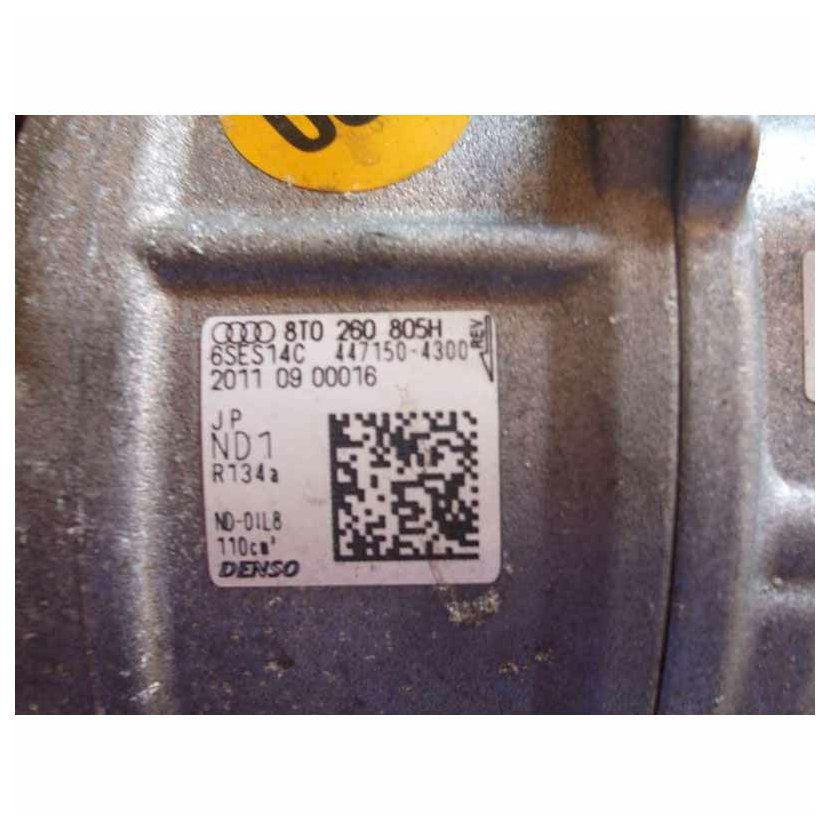 8T0 260 805H
6SES14C 447150-4300
REV
2011 09 00016
JP
ND1
R134a
ND-OIL8
110cm³
DENSO